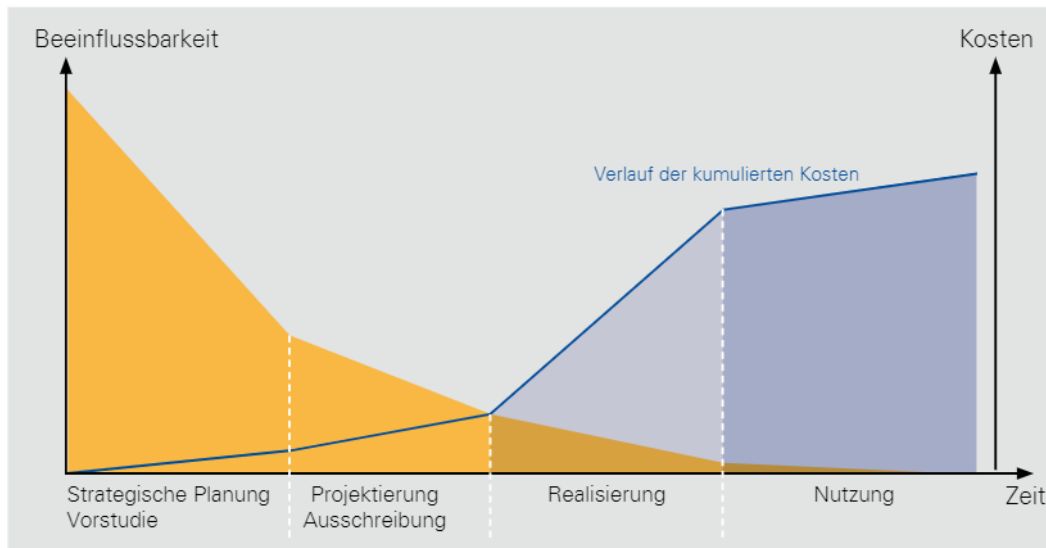 Beeinflussbarkeit
Kosten
Verlauf der kumulierten Kosten
Strategische Planung
Vorstudie
Projektierung
Ausschreibung
Realisierung
Nutzung
Zeit